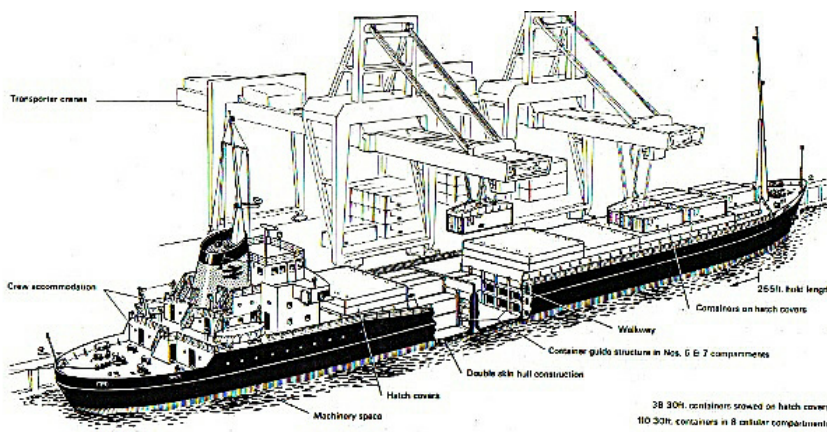 Transporter cranes
Crew accommodation
255ft. hold length
Containers on hatch covers
Walkway
Container guide structure in Nos. 6 & 7 compartments
Double skin hull construction
Hatch covers
Machinery space
38 30ft. containers stowed on hatch covers
110 30ft. containers in 8 cellular compartments